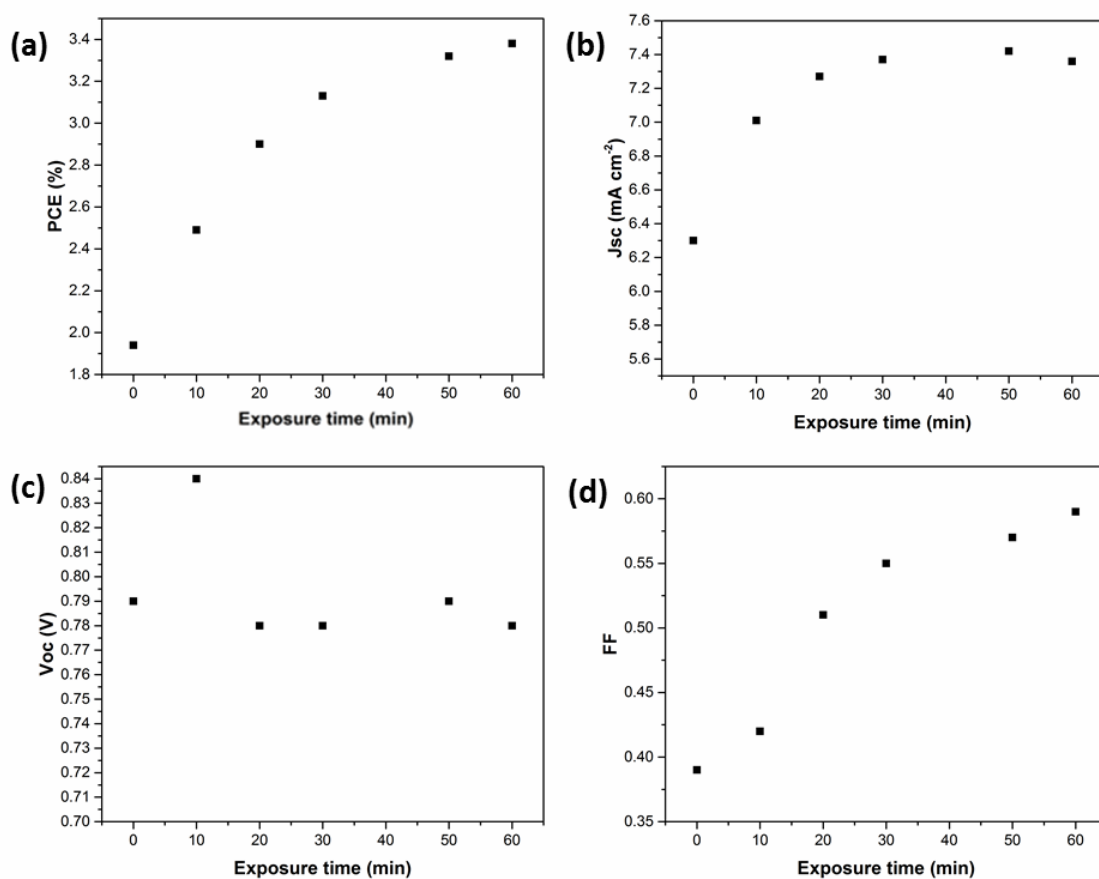 (a)
PCE (%)
3.4
3.2
3.0
2.8
2.6
2.4
2.2
2.0
1.8
0 10 20 30 40 50 60
Exposure time (min)
(b)
Jsc (mA cm⁻²)
7.6
7.4
7.2
7.0
6.8
6.6
6.4
6.2
6.0
5.8
5.6
0 10 20 30 40 50 60
Exposure time (min)
(c)
Voc (V)
0.84
0.83
0.82
0.81
0.80
0.79
0.78
0.77
0.76
0.75
0.74
0.73
0.72
0.71
0.70
0 10 20 30 40 50 60
Exposure time (min)
(d)
FF
0.60
0.55
0.50
0.45
0.40
0.35
0 10 20 30 40 50 60
Exposure time (min)